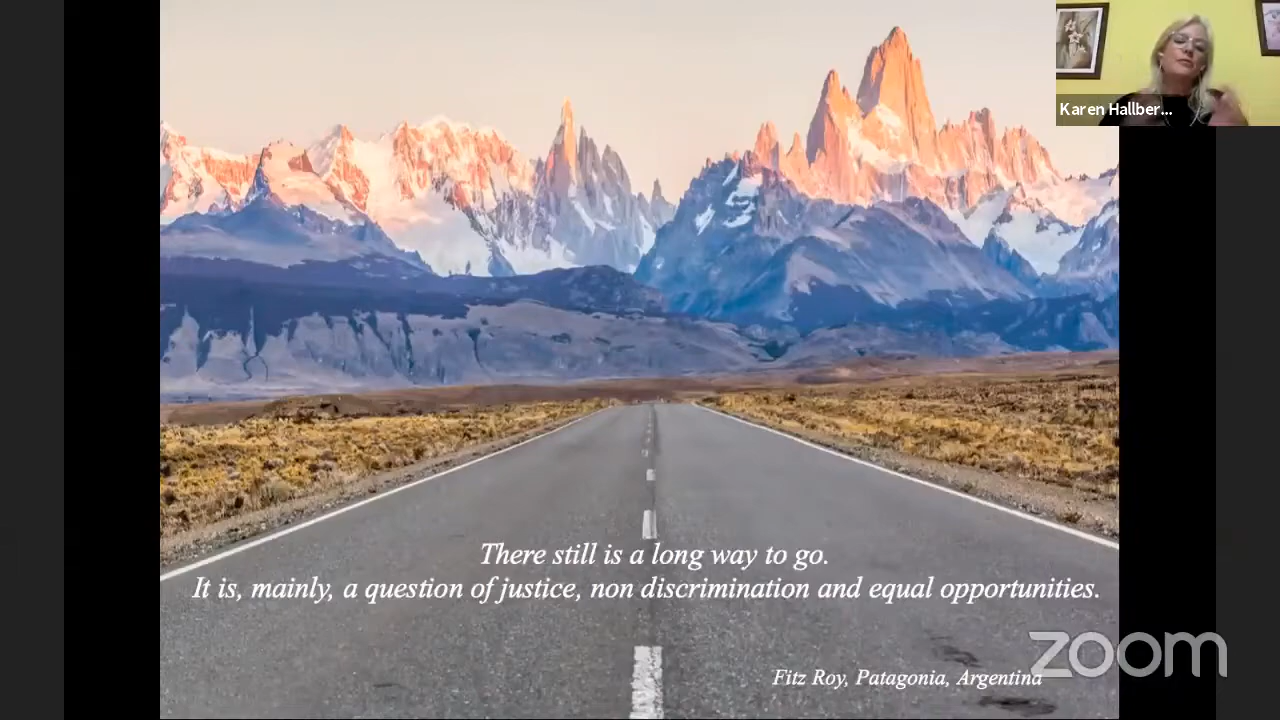 Karen Hallber...
There still is a long way to go.
It is, mainly, a question of justice, non discrimination and equal opportunities.
zoom
Fitz Roy, Patagonia, Argentina